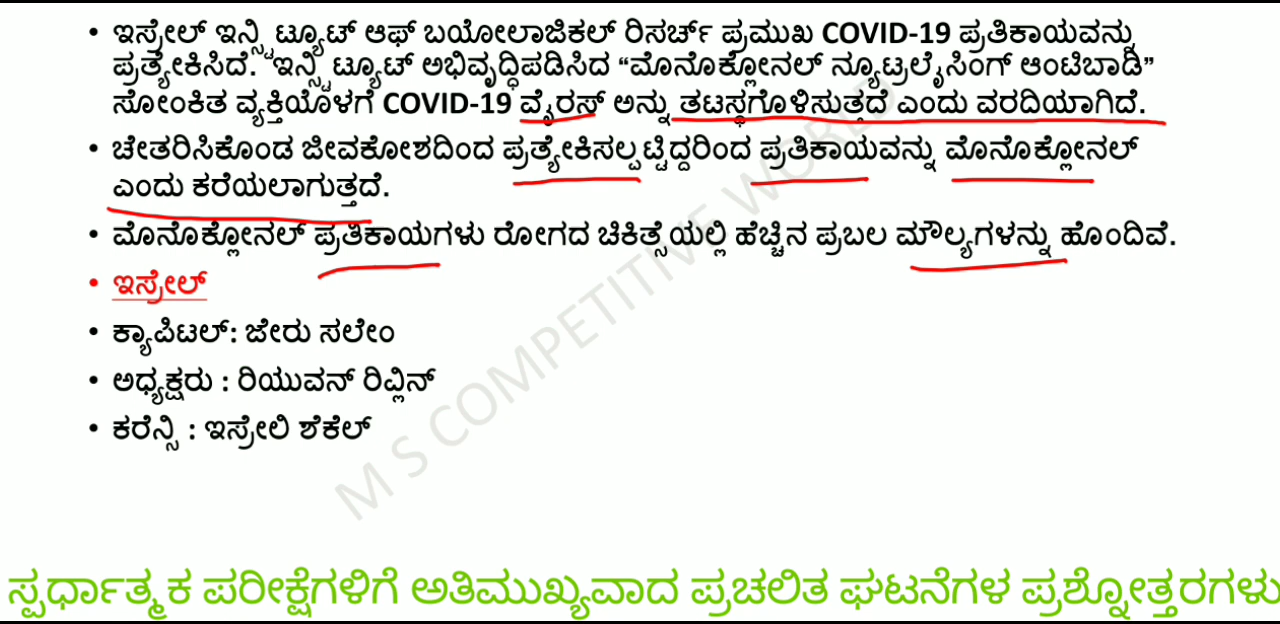 • ಇಸ್ರೇಲ್ ಇನ್ಸ್ಟಿಟ್ಯೂಟ್ ಆಫ್ ಬಯೋಲಾಜಿಕಲ್ ರಿಸರ್ಚ್ ಪ್ರಮುಖ COVID-19 ಪ್ರತಿಕಾಯವನ್ನು
ಪ್ರತ್ಯೇಕಿಸಿದೆ. ಇನ್ಸ್ಟಿಟ್ಯೂಟ್ ಅಭಿವೃದ್ಧಿಪಡಿಸಿದ “ಮೊನೊಕ್ಲೋನಲ್ ನ್ಯೂಟ್ರಲೈಸಿಂಗ್ ಆಂಟಿಬಾಡಿ”
ಸೋಂಕಿತ ವ್ಯಕ್ತಿಯೊಳಗೆ COVID-19 ವೈರಸ್ ಅನ್ನು ತಟಸ್ಥಗೊಳಿಸುತ್ತದೆ ಎಂದು ವರದಿಯಾಗಿದೆ.
• ಚೇತರಿಸಿಕೊಂಡ ಜೀವಕೋಶದಿಂದ ಪ್ರತ್ಯೇಕಿಸಲ್ಪಟ್ಟಿದ್ದರಿಂದ ಪ್ರತಿಕಾಯವನ್ನು ಮೊನೊಕ್ಲೋನಲ್
ಎಂದು ಕರೆಯಲಾಗುತ್ತದೆ.
• ಮೊನೊಕ್ಲೋನಲ್ ಪ್ರತಿಕಾಯಗಳು ರೋಗದ ಚಿಕಿತ್ಸೆಯಲ್ಲಿ ಹೆಚ್ಚಿನ ಪ್ರಬಲ ಮೌಲ್ಯಗಳನ್ನು ಹೊಂದಿವೆ.
• ಇಸ್ರೇಲ್
• ಕ್ಯಾಪಿಟಲ್: ಜೇರು ಸಲೇಂ
• ಅಧ್ಯಕ್ಷರು : ರಿಯುವನ್ ರಿವ್ಲಿನ್
• ಕರೆನ್ಸಿ : ಇಸ್ರೇಲಿ ಶೆಕೆಲ್
M S COMPETITIVE WORLD
ಸ್ಪರ್ಧಾತ್ಮಕ ಪರೀಕ್ಷೆಗಳಿಗೆ ಅತಿಮುಖ್ಯವಾದ ಪ್ರಚಲಿತ ಘಟನೆಗಳ ಪ್ರಶ್ನೋತ್ತರಗಳು